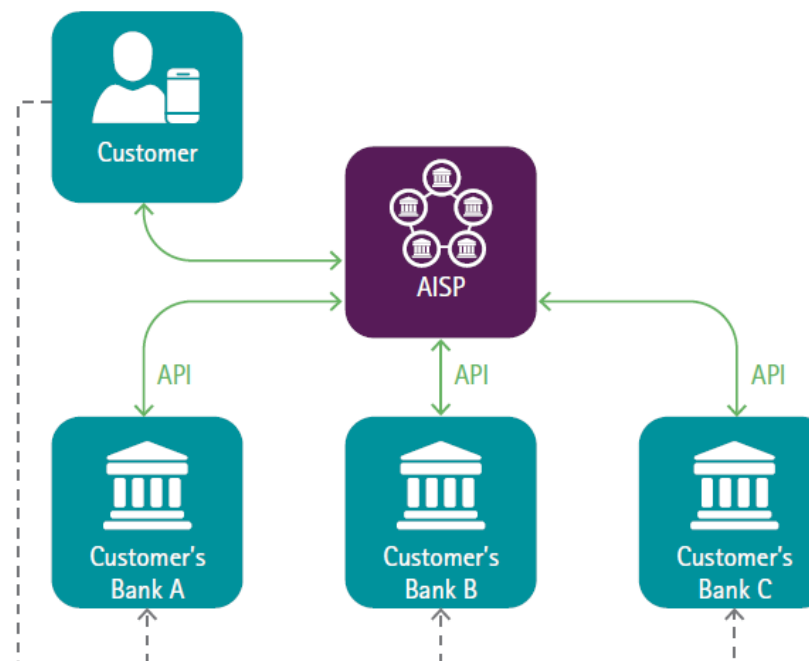 Customer
AISP
API
API
API
Customer's
Bank A
Customer's
Bank B
Customer's
Bank C